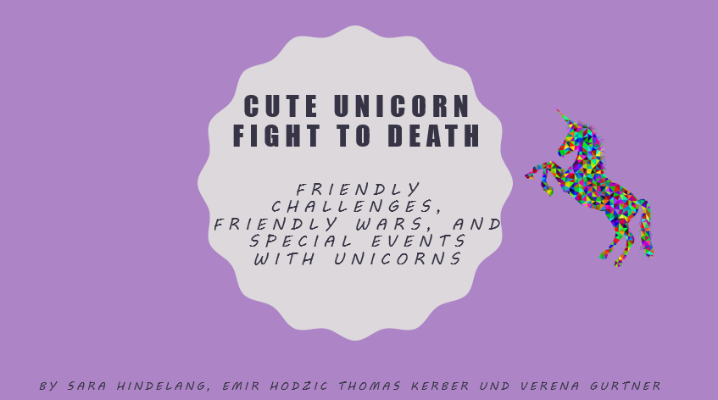 CUTE UNICORN
FIGHT TO DEATH
FRIENDLY
CHALLENGES,
FRIENDLY WARS, AND
SPECIAL EVENTS
WITH UNICORNS
BY SARA HINDELANG, EMIR HODZIC THOMAS KERBER UND VERENA GURTNER